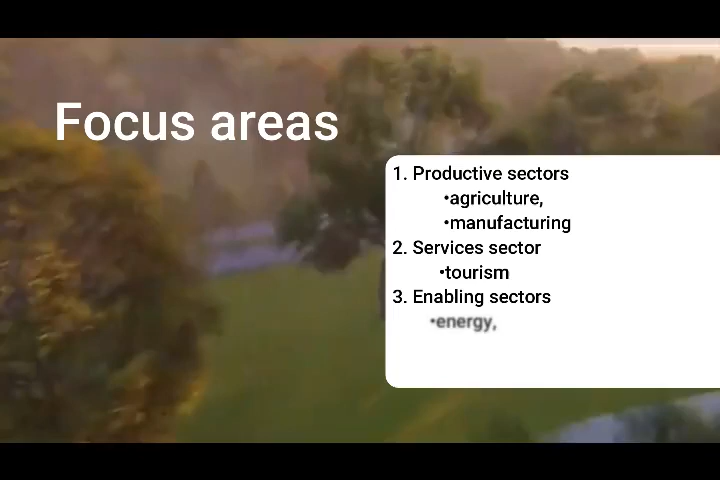 Focus areas
1. Productive sectors
•agriculture,
•manufacturing
2. Services sector
•tourism
3. Enabling sectors
•energy,